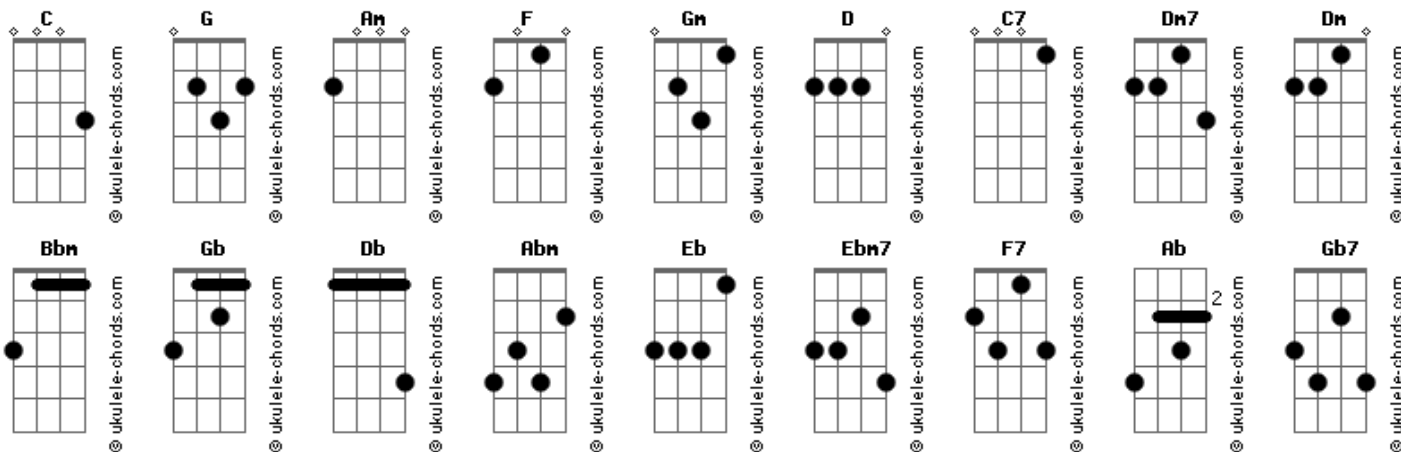 C G Am F Gm D C7 Dm7 Dm
© ukulele-chords.com © ukulele-chords.com © ukulele-chords.com © ukulele-chords.com © ukulele-chords.com © ukulele-chords.com © ukulele-chords.com © ukulele-chords.com © ukulele-chords.com
Bbm Gb Db Abm Eb Ebm7 F7 Ab Gb7
2
© ukulele-chords.com © ukulele-chords.com © ukulele-chords.com © ukulele-chords.com © ukulele-chords.com © ukulele-chords.com © ukulele-chords.com © ukulele-chords.com © ukulele-chords.com